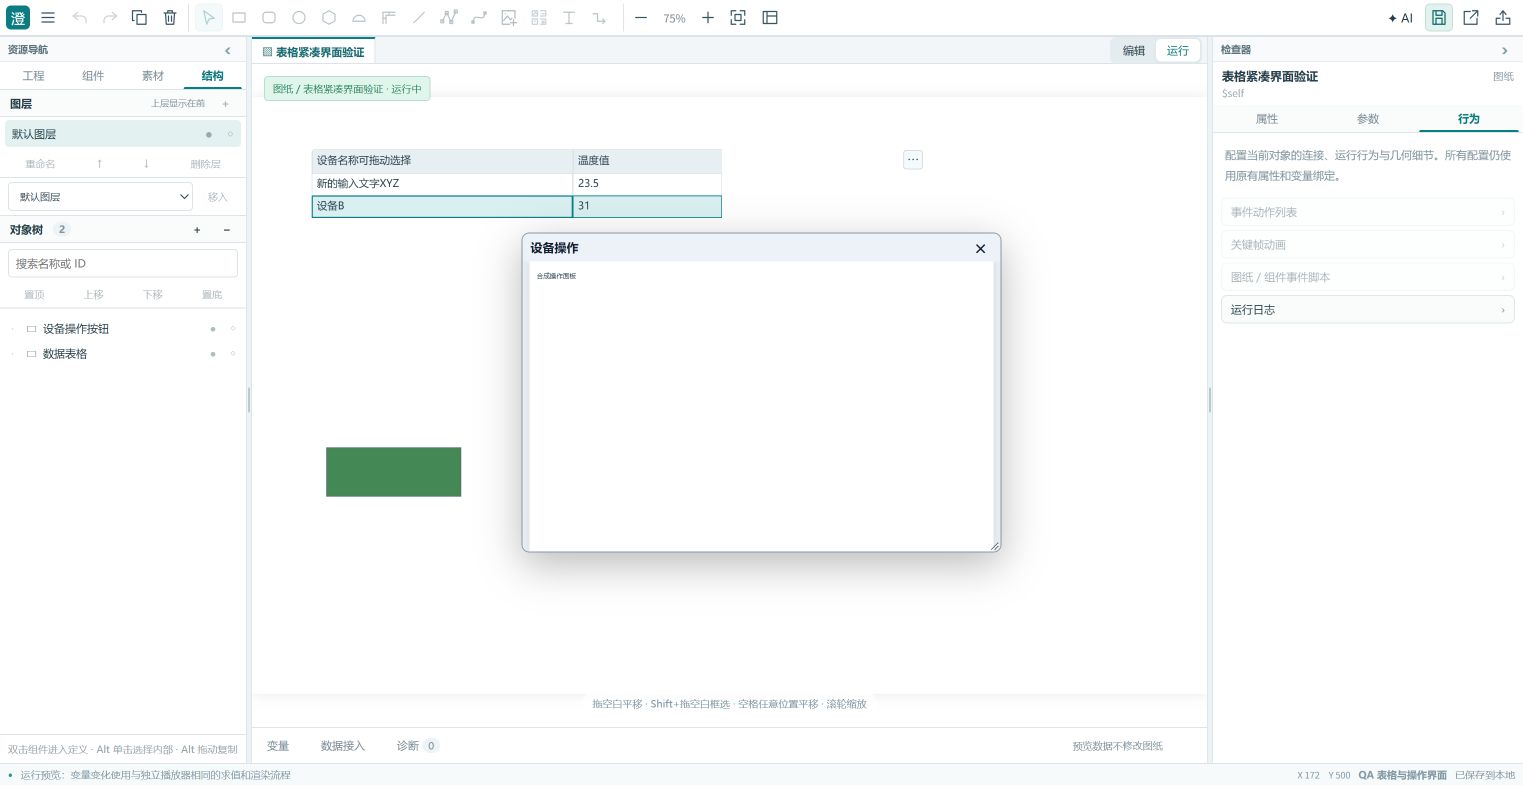 澄
75%
✦ AI
资源导航
工程 组件 素材 结构
图层 上层显示在前 +
默认图层
重命名 ↑ ↓ 删除层
默认图层 移入
对象树 2 + −
搜索名称或 ID
置顶 上移 下移 置底
设备操作按钮
数据表格
双击组件进入定义 · Alt 单击选择内部 · Alt 拖动复制
表格紧凑界面验证
编辑 运行
图纸 / 表格紧凑界面验证 · 运行中
设备名称可拖动选择 温度值
新的输入文字XYZ 23.5
设备B 31
···
设备操作
合成操作面板
拖空白平移 · Shift+拖空白框选 · 空格任意位置平移 · 滚轮缩放
变量 数据接入 诊断 0 预览数据不修改图纸
检查器
表格紧凑界面验证 图纸
$self
属性 参数 行为
配置当前对象的连接、运行行为与几何细节。所有配置仍使
用原有属性和变量绑定。
事件动作列表
关键帧动画
图纸 / 组件事件脚本
运行日志
运行预览：变量变化使用与独立播放器相同的求值和渲染流程
X 172 Y 500 QA 表格与操作界面 已保存到本地